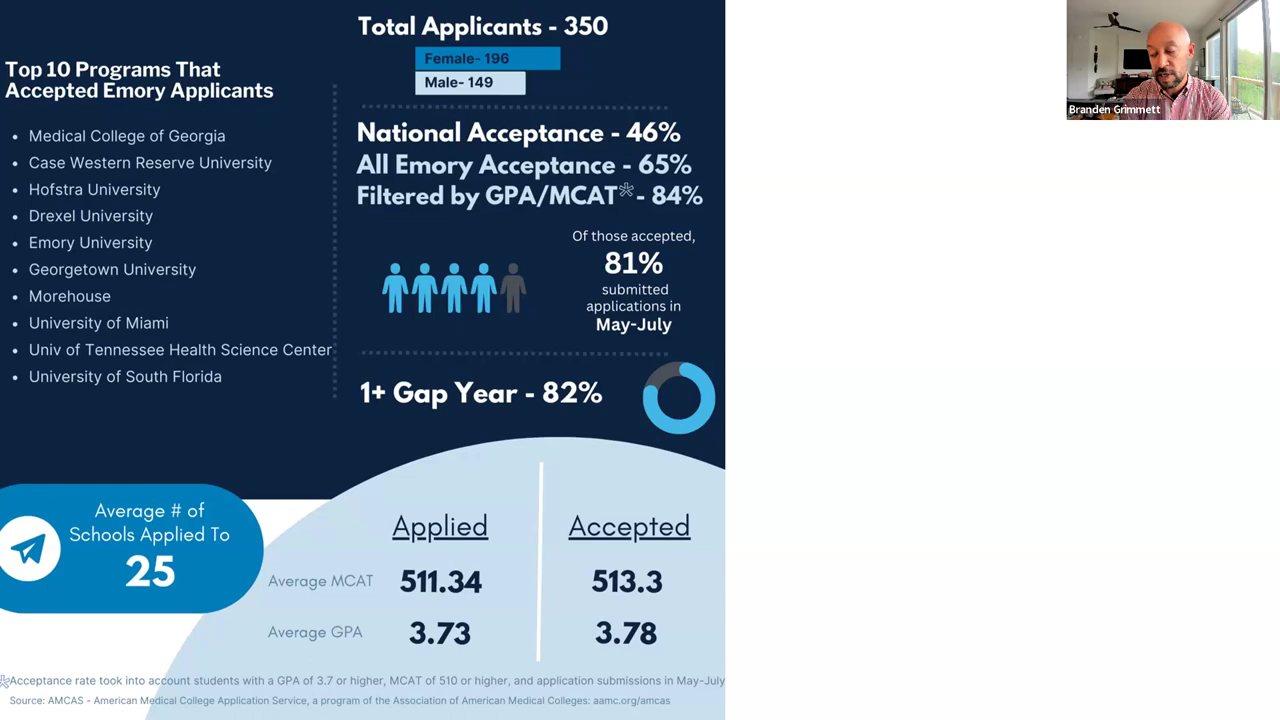 Top 10 Programs That
Accepted Emory Applicants
• Medical College of Georgia
• Case Western Reserve University
• Hofstra University
• Drexel University
• Emory University
• Georgetown University
• Morehouse
• University of Miami
• Univ of Tennessee Health Science Center
• University of South Florida
Total Applicants - 350
Female- 196
Male- 149
National Acceptance - 46%
All Emory Acceptance - 65%
Filtered by GPA/MCAT* - 84%
Of those accepted,
81%
submitted
applications in
May-July
1+ Gap Year - 82%
Average # of
Schools Applied To
25
Applied Accepted
Average MCAT 511.34 513.3
Average GPA 3.73 3.78
*Acceptance rate took into account students with a GPA of 3.7 or higher, MCAT of 510 or higher, and application submissions in May-July
Source: AMCAS - American Medical College Application Service, a program of the Association of American Medical Colleges: aamc.org/amcas
Branden Grimmett